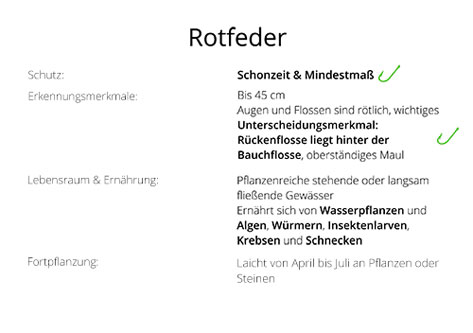 Rotfeder
Schutz: Schonzeit & Mindestmaß
Erkennungsmerkmale: Bis 45 cm
Augen und Flossen sind rötlich, wichtiges
Unterscheidungsmerkmal:
Rückenflosse liegt hinter der
Bauchflosse, oberständiges Maul
Lebensraum & Ernährung: Pflanzenreiche stehende oder langsam
fließende Gewässer
Ernährt sich von Wasserpflanzen und
Algen, Würmern, Insektenlarven,
Krebsen und Schnecken
Fortpflanzung: Laicht von April bis Juli an Pflanzen oder
Steinen